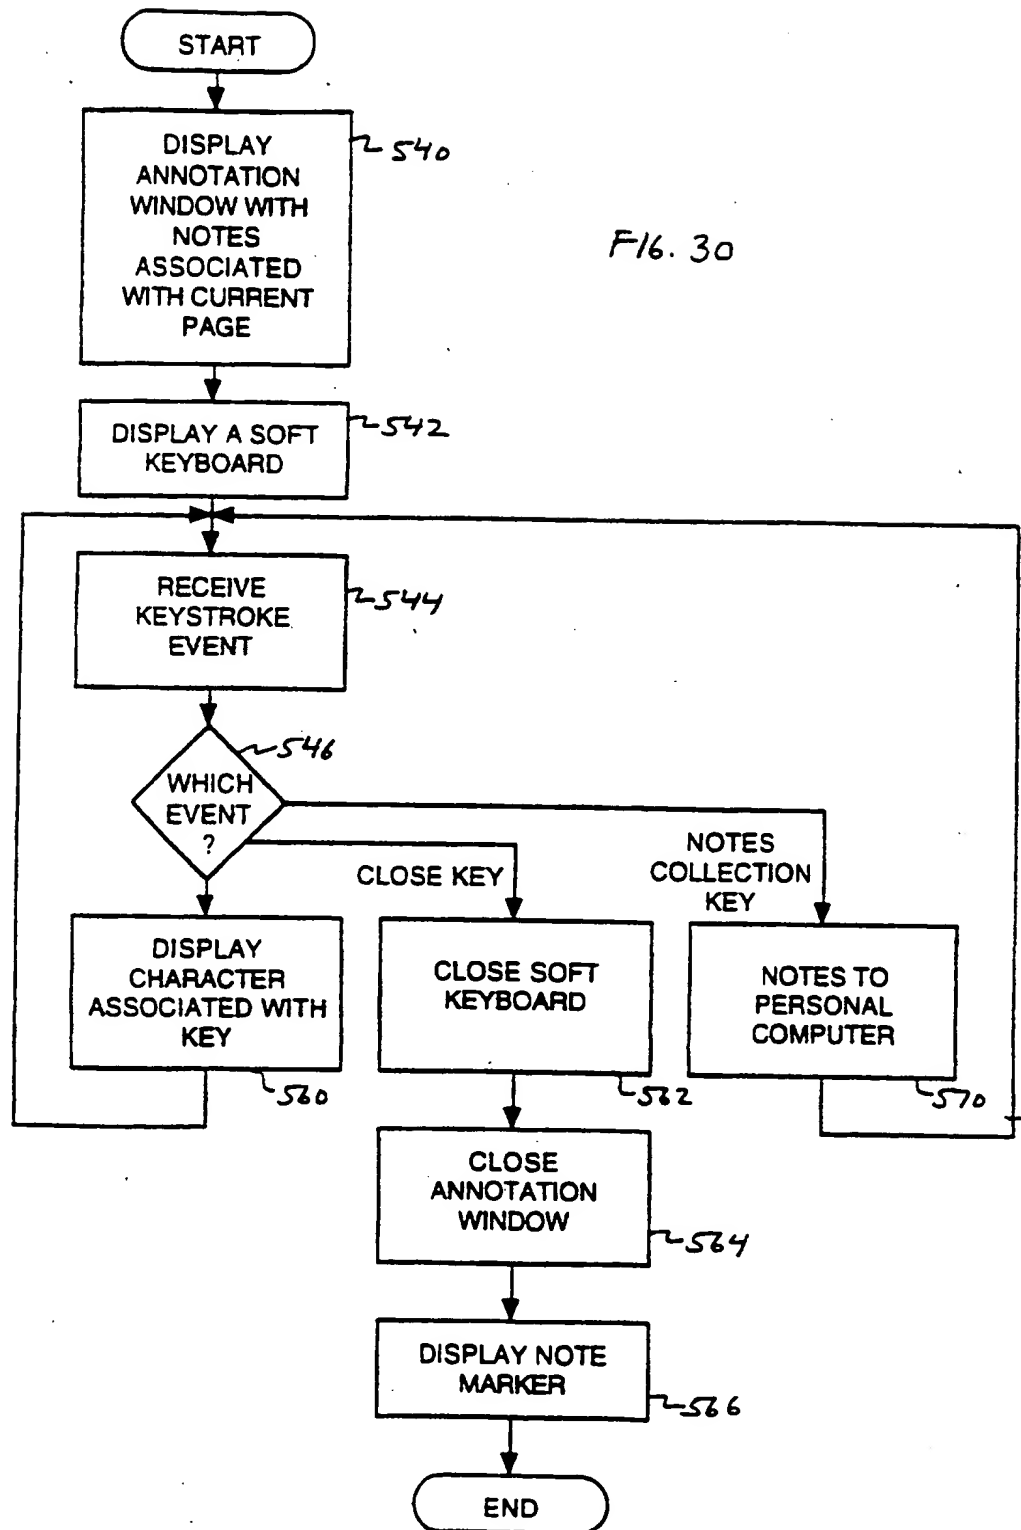 START
DISPLAY
ANNOTATION
WINDOW WITH
NOTES
ASSOCIATED
WITH CURRENT
PAGE
540
FIG. 30
DISPLAY A SOFT
KEYBOARD
542
RECEIVE
KEYSTROKE
EVENT
544
WHICH
EVENT
?
546
CLOSE KEY
NOTES
COLLECTION
KEY
DISPLAY
CHARACTER
ASSOCIATED WITH
KEY
560
CLOSE SOFT
KEYBOARD
562
NOTES TO
PERSONAL
COMPUTER
570
CLOSE
ANNOTATION
WINDOW
564
DISPLAY NOTE
MARKER
566
END